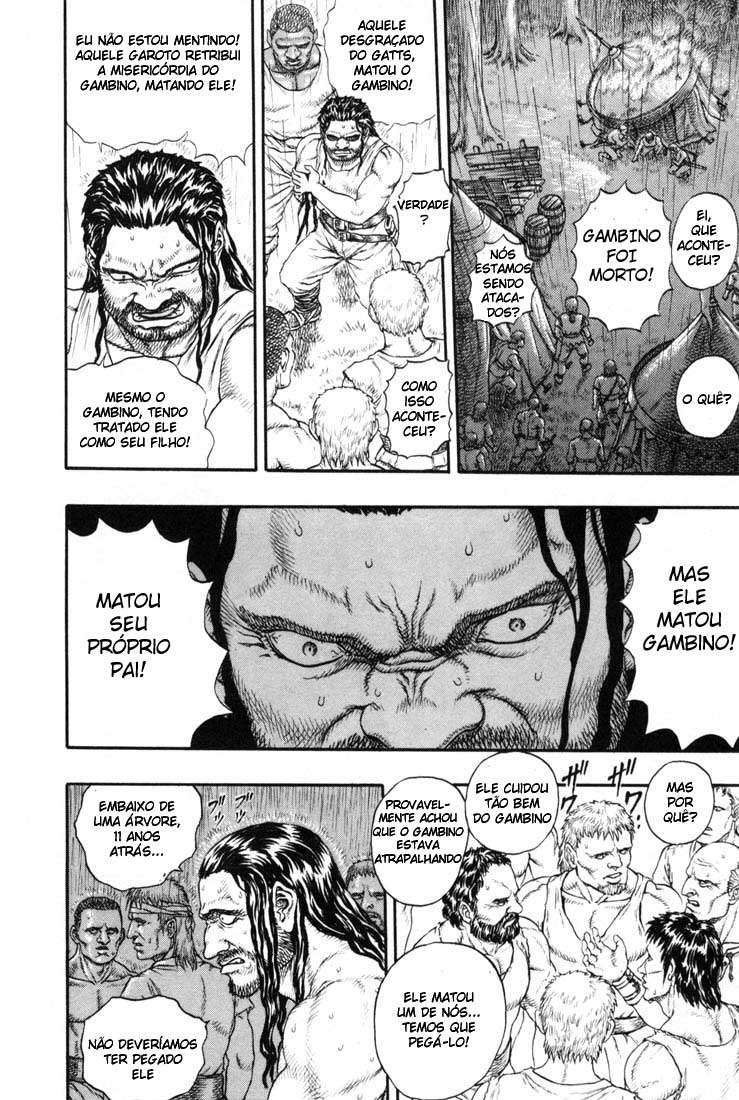 EI,
QUE
ACONTE-
CEU?
GAMBINO
FOI
MORTO!
NÓS
ESTAMOS
SENDO
ATACA-
DOS?
O QUÊ?
AQUELE
DESGRAÇADO
DO GATTS,
MATOU O
GAMBINO!
VERDADE
?
COMO
ISSO
ACONTE-
CEU?
EU NÃO ESTOU MENTINDO!
AQUELE GAROTO RETRIBUI
A MISERICÓRDIA DO
GAMBINO, MATANDO ELE!
MESMO O
GAMBINO, TENDO
TRATADO ELE
COMO SEU FILHO!
MAS
ELE
MATOU
GAMBINO!
MATOU
SEU
PRÓPRIO
PAI!
MAS
POR
QUÊ?
ザワ
ザワ
ELE CUIDOU
TÃO BEM
DO GAMBINO
PROVAVEL-
MENTE ACHOU
QUE O GAMBINO
ESTAVA
ATRAPALHANDO
ELE MATOU
UM DE NÓS...
TEMOS QUE
PEGÁ-LO!
EMBAIXO DE
UMA ÁRVORE,
11 ANOS
ATRÁS...
NÃO DEVERÍAMOS
TER PEGADO
ELE